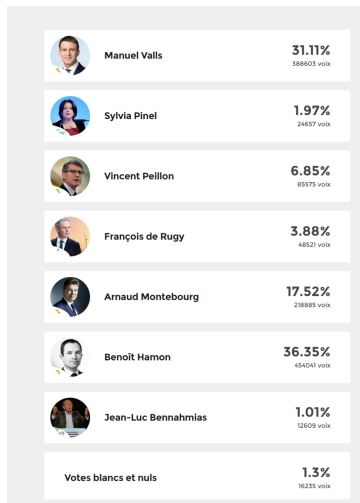 Manuel Valls
31.11%
388603 voix
Sylvia Pinel
1.97%
24657 voix
Vincent Peillon
6.85%
85575 voix
François de Rugy
3.88%
48521 voix
Arnaud Montebourg
17.52%
218885 voix
Benoît Hamon
36.35%
454041 voix
Jean-Luc Bennahmias
1.01%
12609 voix
Votes blancs et nuls
1.3%
16235 voix